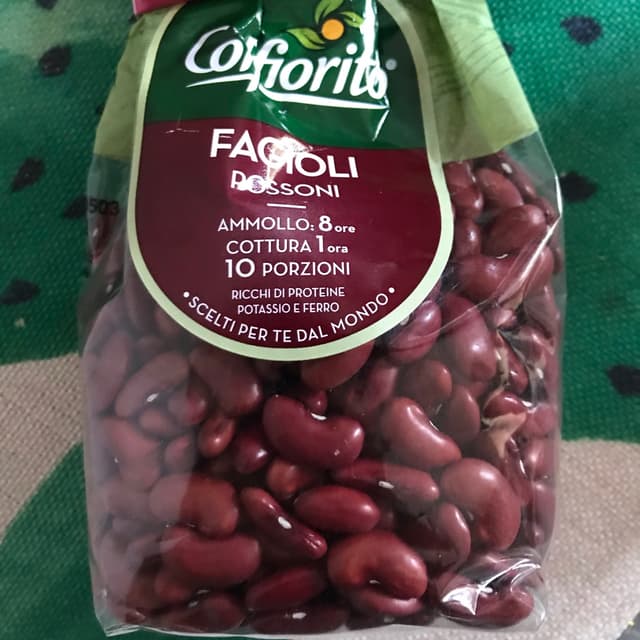 Colfiorito®
FAGIOLI
ROSSONI
AMMOLLO: 8 ore
COTTURA 1 ora
10 PORZIONI
RICCHI DI PROTEINE
POTASSIO E FERRO
• SCELTI PER TE DAL MONDO •